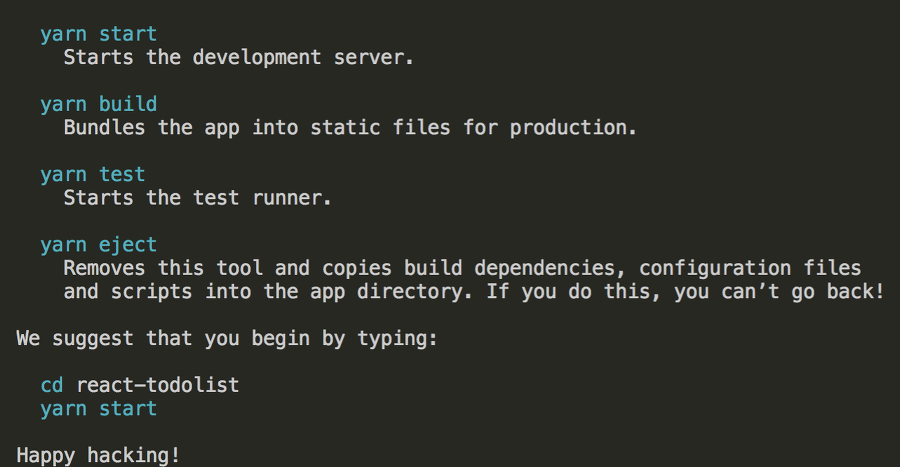 yarn start
Starts the development server.
yarn build
Bundles the app into static files for production.
yarn test
Starts the test runner.
yarn eject
Removes this tool and copies build dependencies, configuration files
and scripts into the app directory. If you do this, you can’t go back!
We suggest that you begin by typing:
cd react-todolist
yarn start
Happy hacking!